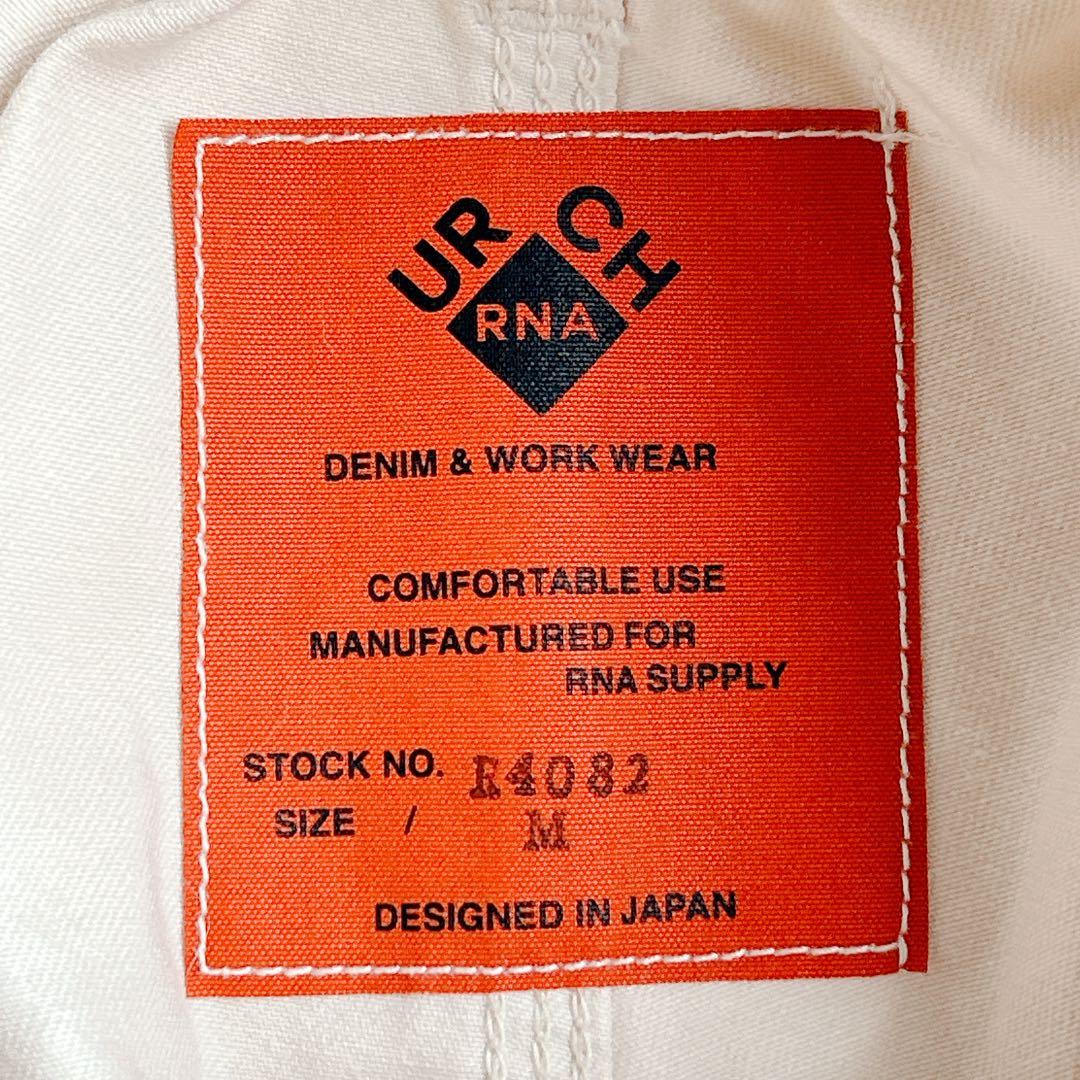 UR CH
RNA
DENIM & WORK WEAR
COMFORTABLE USE
MANUFACTURED FOR
RNA SUPPLY
STOCK NO. R4082
SIZE / M
DESIGNED IN JAPAN